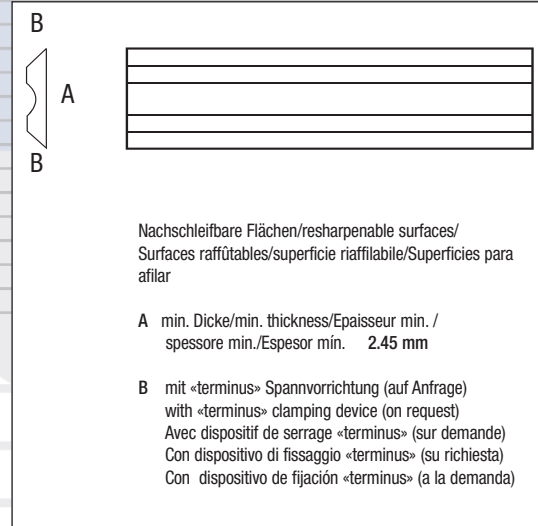 B
A
B
Nachschleifbare Flächen/resharpenable surfaces/
Surfaces raffûtables/superficie riaffilabile/Superficies para
afilar
A min. Dicke/min. thickness/Epaisseur min. /
spessore min./Espesor mín. 2.45 mm
B mit «terminus» Spannvorrichtung (auf Anfrage)
with «terminus» clamping device (on request)
Avec dispositif de serrage «terminus» (sur demande)
Con dispositivo di fissaggio «terminus» (su richiesta)
Con dispositivo de fijación «terminus» (a la demanda)